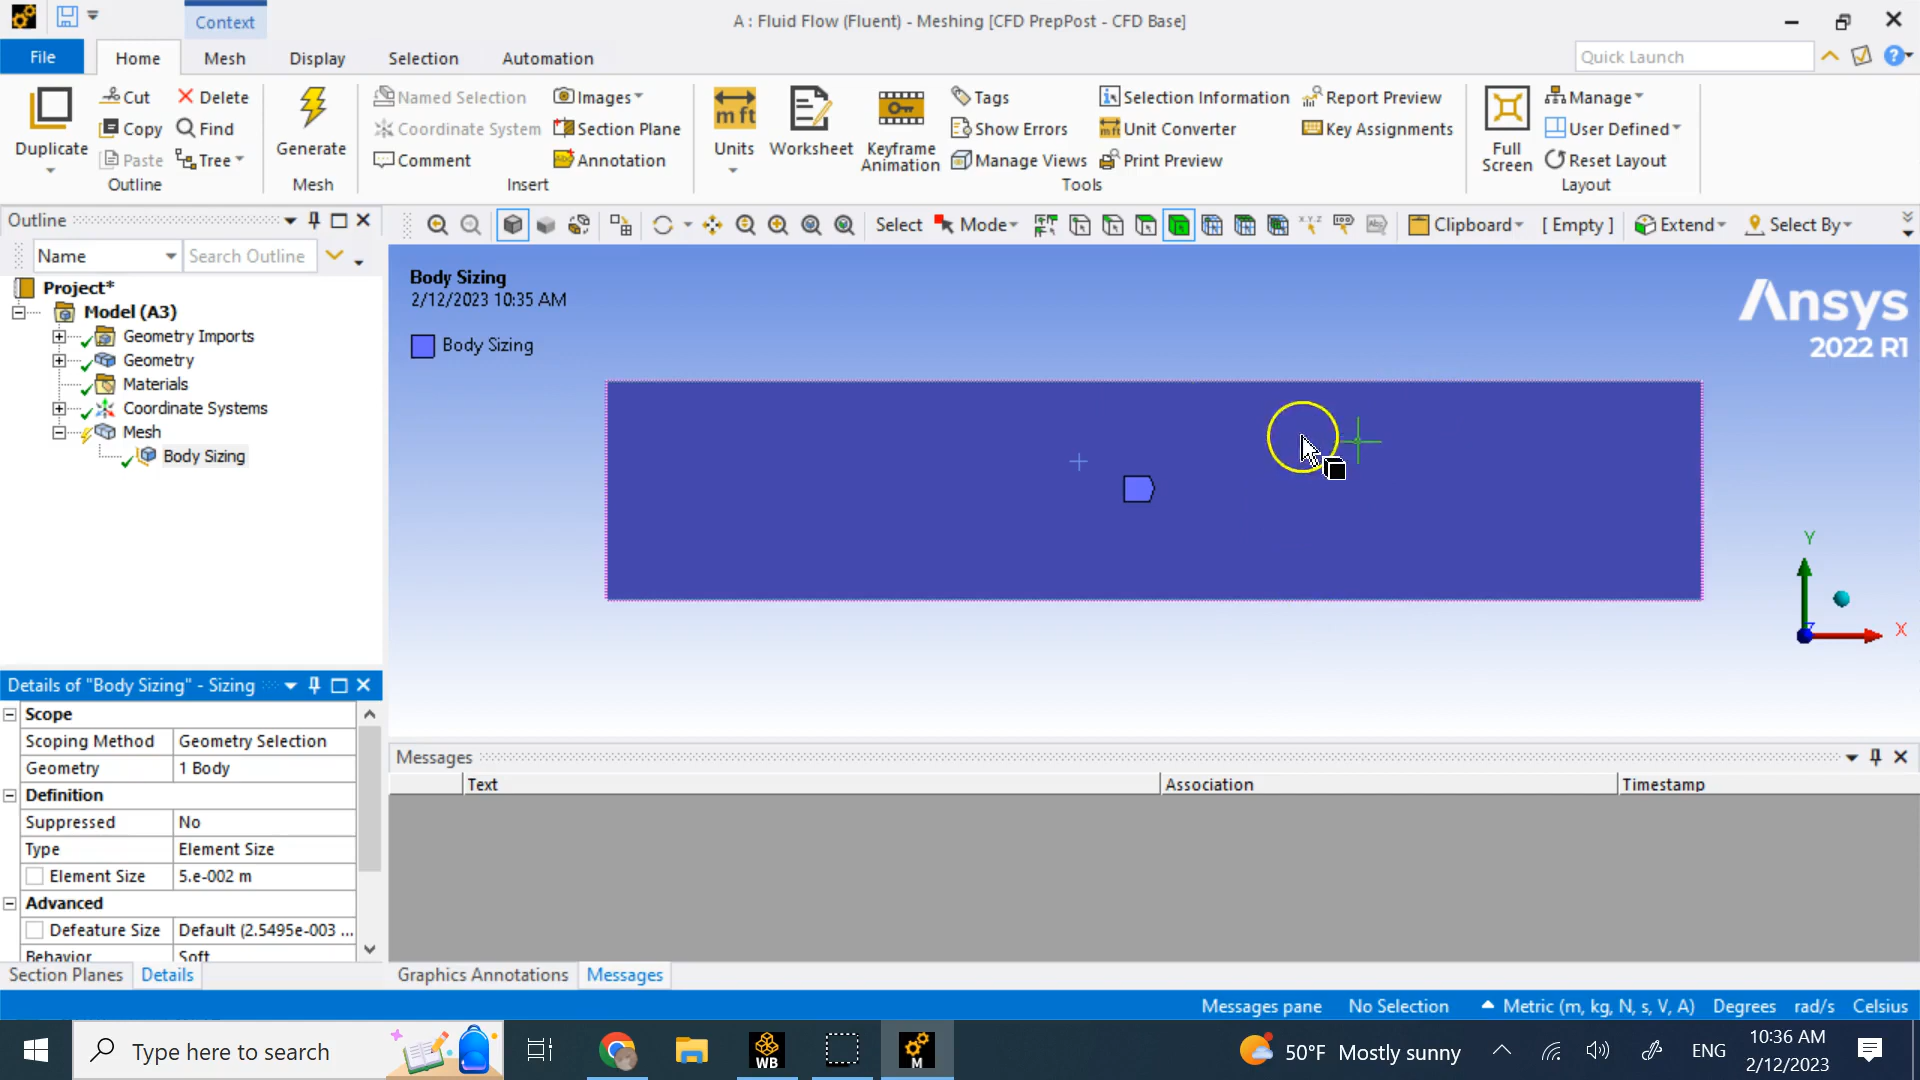 Context
A : Fluid Flow (Fluent) - Meshing [CFD PrepPost - CFD Base]
File
Home
Mesh
Display
Selection
Automation
Quick Launch
Duplicate
Cut
Copy
Paste
Delete
Find
Tree
Outline
Generate
Mesh
Named Selection
Coordinate System
Comment
Images
Section Plane
Annotation
Insert
Units
Worksheet
Keyframe
Animation
Tags
Show Errors
Manage Views
Selection Information
Unit Converter
Print Preview
Report Preview
Key Assignments
Tools
Full
Screen
Manage
User Defined
Reset Layout
Layout
Outline
Name
Search Outline
Select
Mode
Clipboard
[ Empty ]
Extend
Select By
Project*
Model (A3)
Geometry Imports
Geometry
Materials
Coordinate Systems
Mesh
Body Sizing
Body Sizing
2/12/2023 10:35 AM
Body Sizing
Ansys
2022 R1
Y
X
Z
Details of "Body Sizing" - Sizing
Scope
Scoping Method Geometry Selection
Geometry 1 Body
Definition
Suppressed No
Type Element Size
Element Size 5.e-002 m
Advanced
Defeature Size Default (2.5495e-003 ...
Behavior Soft
Section Planes
Details
Messages
Text
Association
Timestamp
Graphics Annotations
Messages
Messages pane
No Selection
Metric (m, kg, N, s, V, A)
Degrees
rad/s
Celsius
Type here to search
WB
M
50°F Mostly sunny
ENG
10:36 AM
2/12/2023